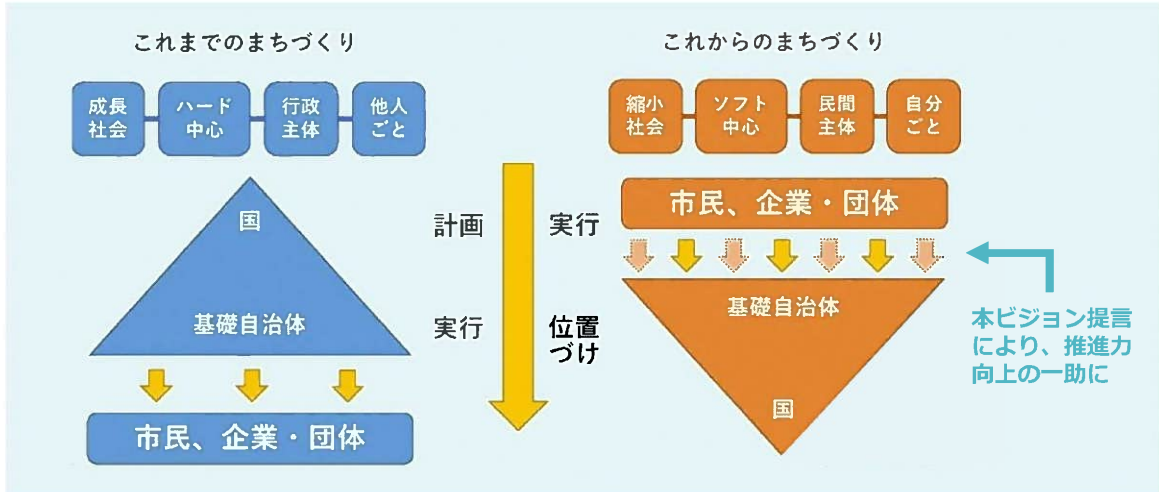 これまでのまちづくり
成長
社会
ハード
中心
行政
主体
他人
ごと
国
基礎自治体
市民、企業・団体
計画
実行
実行
位置
づけ
これからのまちづくり
縮小
社会
ソフト
中心
民間
主体
自分
ごと
市民、企業・団体
基礎自治体
国
本ビジョン提言
により、推進力
向上の一助に